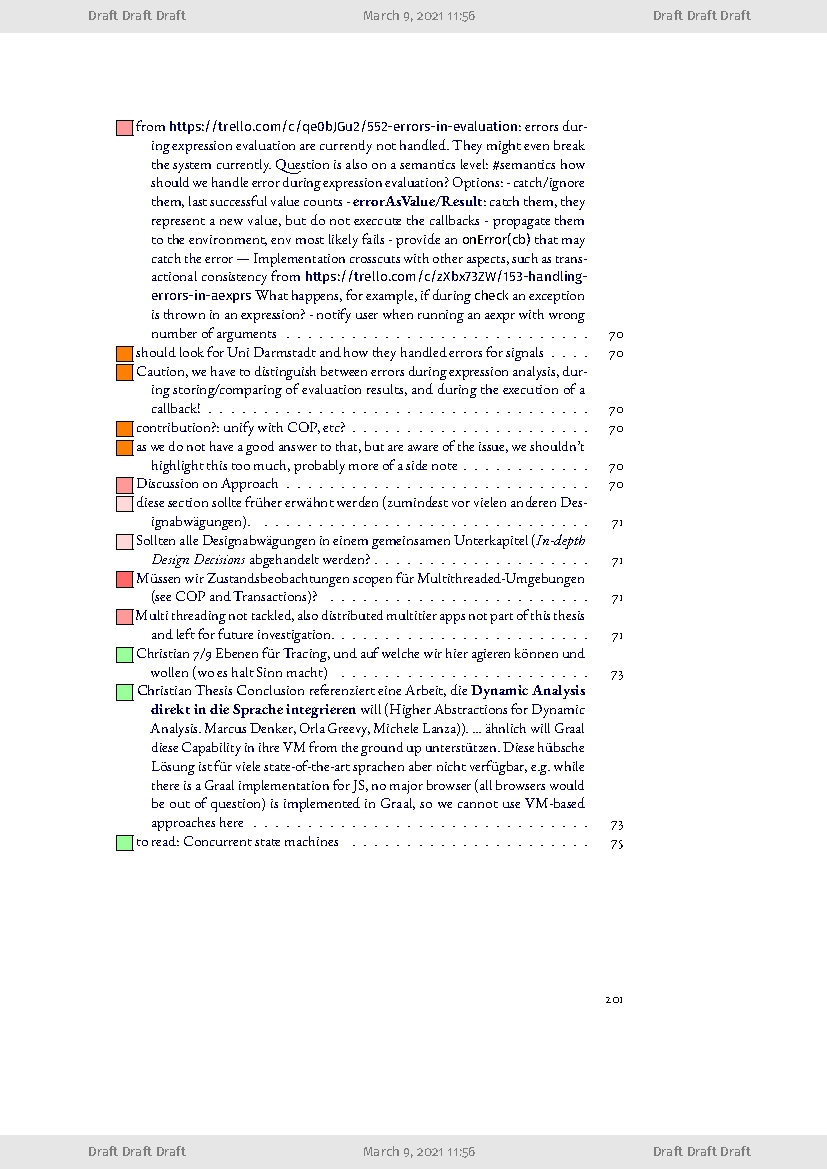 Draft Draft Draft March 9, 2021 11:56 Draft Draft Draft
from https://trello.com/c/qe0bJGu2/552-errors-in-evaluation: errors dur-
ing expression evaluation are currently not handled. They might even break
the system currently. Question is also on a semantics level: #semantics how
should we handle error during expression evaluation? Options: - catch/ignore
them, last successful value counts - errorAsValue/Result: catch them, they
represent a new value, but do not execcute the callbacks - propagate them
to the environment, env most likely fails - provide an onError(cb) that may
catch the error — Implementation crosscuts with other aspects, such as trans-
actional consistency from https://trello.com/c/zXbx73ZW/153-handling-
errors-in-aexprs What happens, for example, if during check an exception
is thrown in an expression? - notify user when running an aexpr with wrong
number of arguments . . . . . . . . . . . . . . . . . . . . . . . . . . . . 70
should look for Uni Darmstadt and how they handled errors for signals . . . . 70
Caution, we have to distinguish between errors during expression analysis, dur-
ing storing/comparing of evaluation results, and during the execution of a
callback! . . . . . . . . . . . . . . . . . . . . . . . . . . . . . . . . . . . 70
contribution?: unify with COP, etc? . . . . . . . . . . . . . . . . . . . . . . 70
as we do not have a good answer to that, but are aware of the issue, we shouldn't
highlight this too much, probably more of a side note . . . . . . . . . . . . 70
Discussion on Approach . . . . . . . . . . . . . . . . . . . . . . . . . . . . 70
diese section sollte früher erwähnt werden (zumindest vor vielen anderen Des-
ignabwägungen). . . . . . . . . . . . . . . . . . . . . . . . . . . . . . . . 71
Sollten alle Designabwägungen in einem gemeinsamen Unterkapitel (In-depth
Design Decisions abgehandelt werden? . . . . . . . . . . . . . . . . . . . . 71
Müssen wir Zustandsbeobachtungen scopen für Multithreaded-Umgebungen
(see COP and Transactions)? . . . . . . . . . . . . . . . . . . . . . . . . 71
Multi threading not tackled, also distributed multitier apps not part of this thesis
and left for future investigation. . . . . . . . . . . . . . . . . . . . . . . . 71
Christian 7/9 Ebenen für Tracing, und auf welche wir hier agieren können und
wollen (wo es halt Sinn macht) . . . . . . . . . . . . . . . . . . . . . . . 73
Christian Thesis Conclusion referenziert eine Arbeit, die Dynamic Analysis
direkt in die Sprache integrieren will (Higher Abstractions for Dynamic
Analysis. Marcus Denker, Orla Greevy, Michele Lanza)). ... ähnlich will Graal
diese Capability in ihre VM from the ground up unterstützen. Diese hübsche
Lösung ist für viele state-of-the-art sprachen aber nicht verfügbar, e.g. while
there is a Graal implementation for JS, no major browser (all browsers would
be out of question) is implemented in Graal, so we cannot use VM-based
approaches here . . . . . . . . . . . . . . . . . . . . . . . . . . . . . . . 73
to read: Concurrent state machines . . . . . . . . . . . . . . . . . . . . . . 75
201
Draft Draft Draft March 9, 2021 11:56 Draft Draft Draft